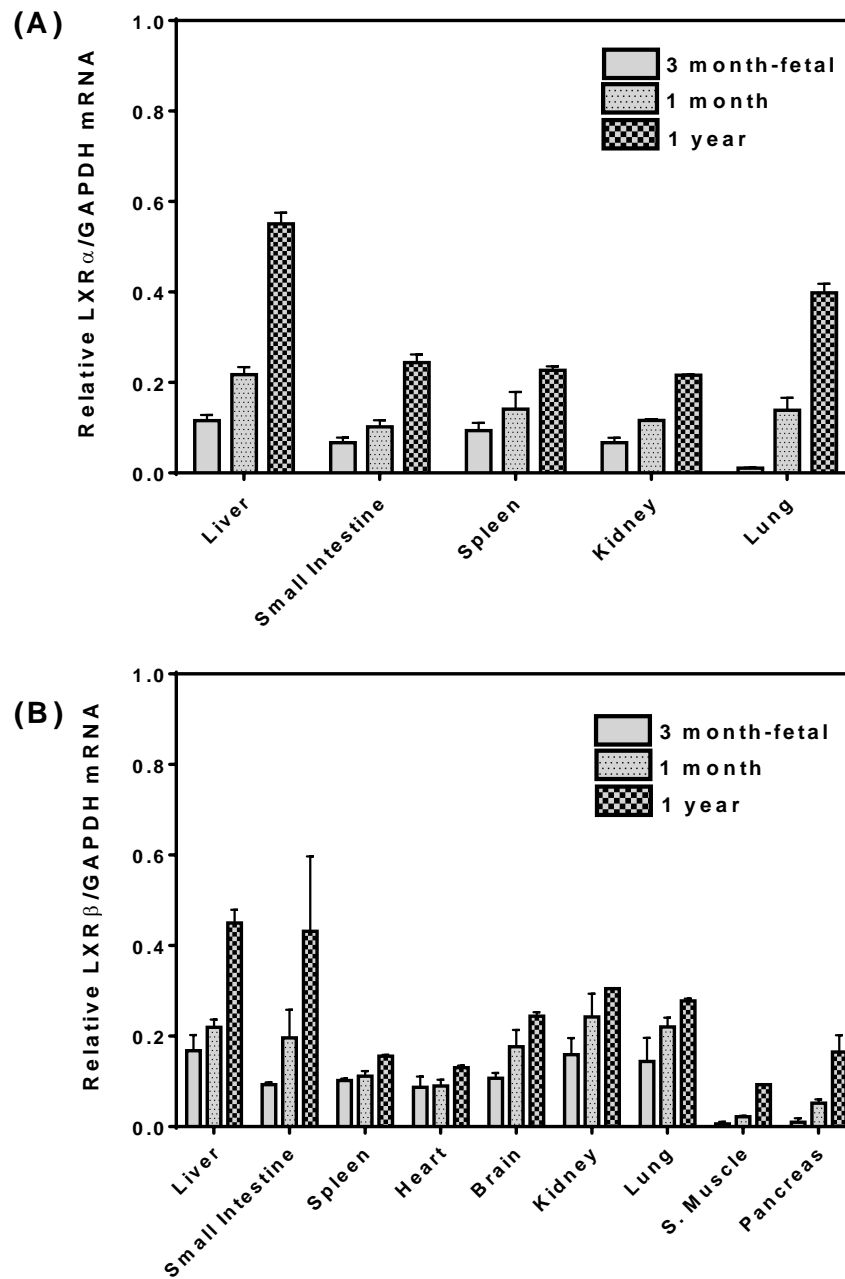 (A)
Relative LXRα/GAPDH mRNA
1.0
0.8
0.6
0.4
0.2
0.0
3 month-fetal
1 month
1 year
Liver
Small Intestine
Spleen
Kidney
Lung
(B)
Relative LXRβ/GAPDH mRNA
1.0
0.8
0.6
0.4
0.2
0.0
3 month-fetal
1 month
1 year
Liver
Small Intestine
Spleen
Heart
Brain
Kidney
Lung
S. Muscle
Pancreas